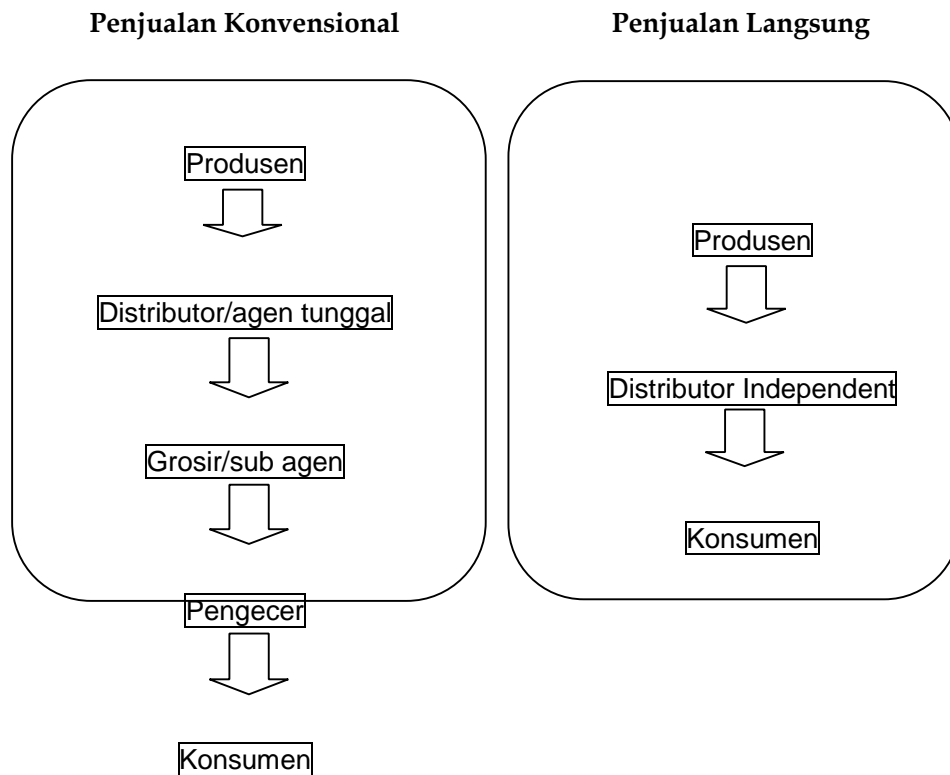 Penjualan Konvensional
Produsen
Distributor/agen tunggal
Grosir/sub agen
Pengecer
Konsumen
Penjualan Langsung
Produsen
Distributor Independent
Konsumen